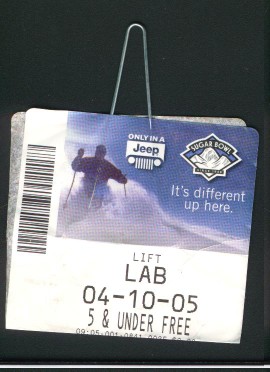 ONLY IN A
Jeep
SUGAR BOWL
It's different
up here.
LIFT
LAB
04-10-05
5 & UNDER FREE